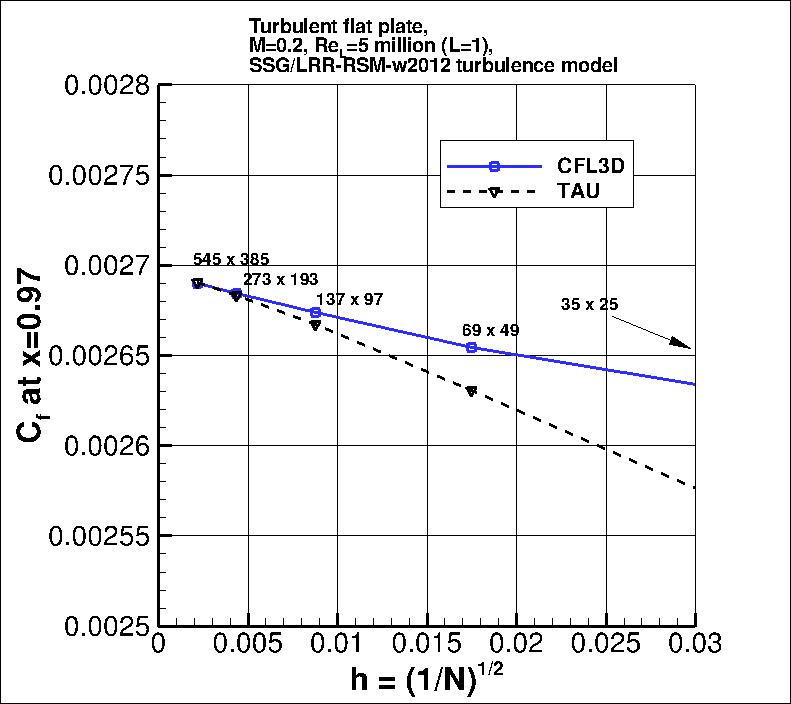 Turbulent flat plate,
M=0.2, Re_L=5 million (L=1),
SSG/LRR-RSM-w2012 turbulence model
0.0028
0.00275
CFL3D
TAU
0.0027
545 x 385
273 x 193
137 x 97
35 x 25
69 x 49
0.00265
C_f at x=0.97
0.0026
0.00255
0.0025
0 0.005 0.01 0.015 0.02 0.025 0.03
h = (1/N)^1/2